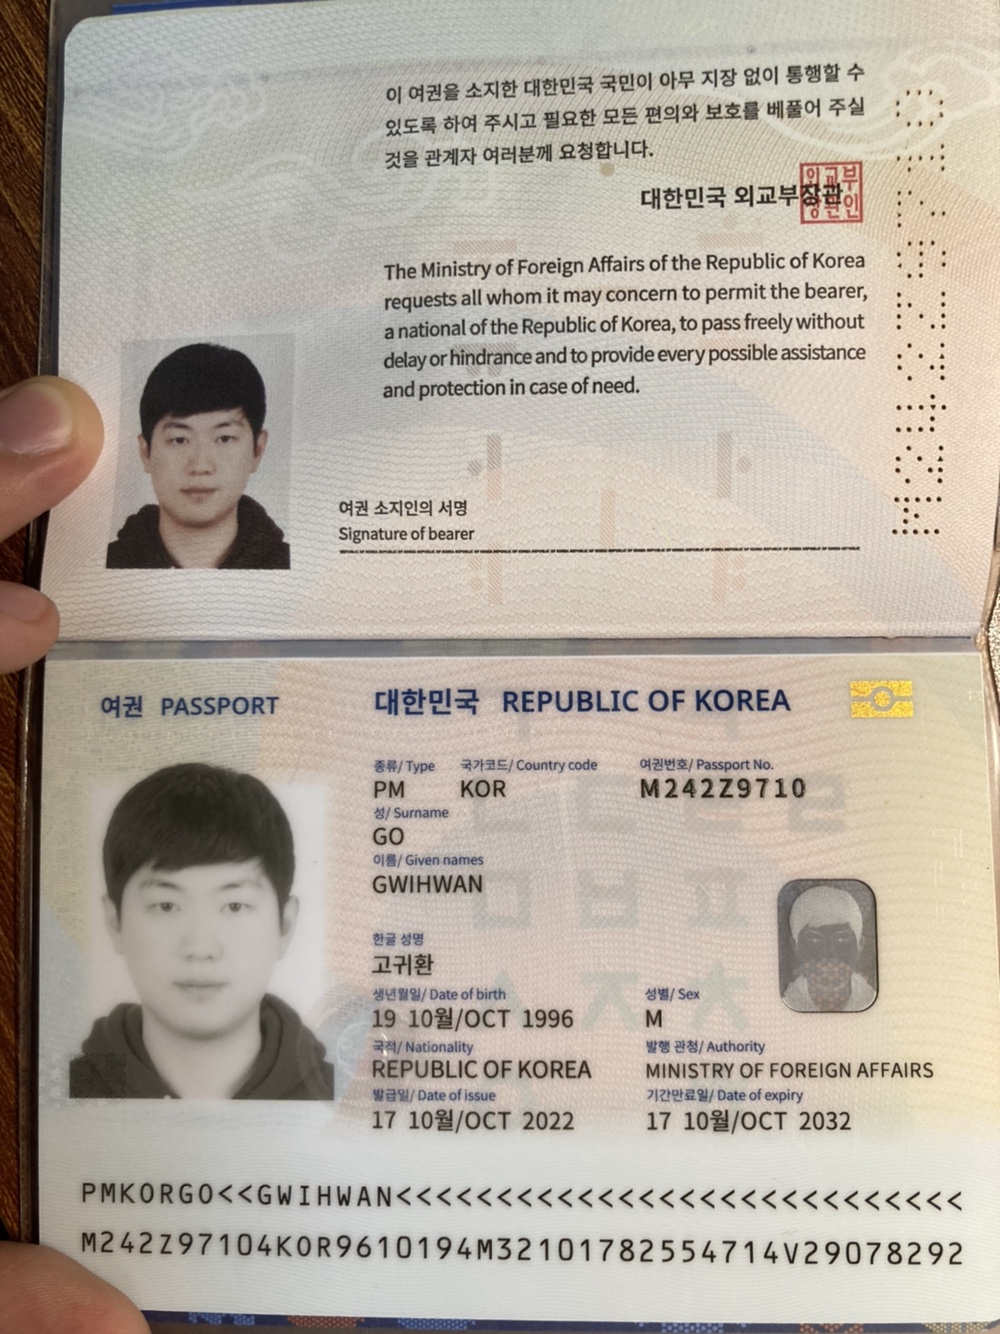 이 여권을 소지한 대한민국 국민이 아무 지장 없이 통행할 수
있도록 하여 주시고 필요한 모든 편의와 보호를 베풀어 주실
것을 관계자 여러분께 요청합니다.
대한민국 외교부장관
외교부
장관인
The Ministry of Foreign Affairs of the Republic of Korea
requests all whom it may concern to permit the bearer,
a national of the Republic of Korea, to pass freely without
delay or hindrance and to provide every possible assistance
and protection in case of need.
여권 소지인의 서명
Signature of bearer
M242Z9710
여권 PASSPORT 대한민국 REPUBLIC OF KOREA
종류/ Type 국가코드/ Country code 여권번호/ Passport No.
PM KOR M242Z9710
성/ Surname
GO
이름/ Given names
GWIHWAN
한글 성명
고귀환
생년월일/ Date of birth 성별/ Sex
19 10월/OCT 1996 M
국적/ Nationality 발행 관청/ Authority
REPUBLIC OF KOREA MINISTRY OF FOREIGN AFFAIRS
발급일/ Date of issue 기간만료일/ Date of expiry
17 10월/OCT 2022 17 10월/OCT 2032
PMKORGO<<GWIHWAN<<<<<<<<<<<<<<<<<<<<<<<<<<<<
M242Z97104KOR9610194M32101782554714V29078292